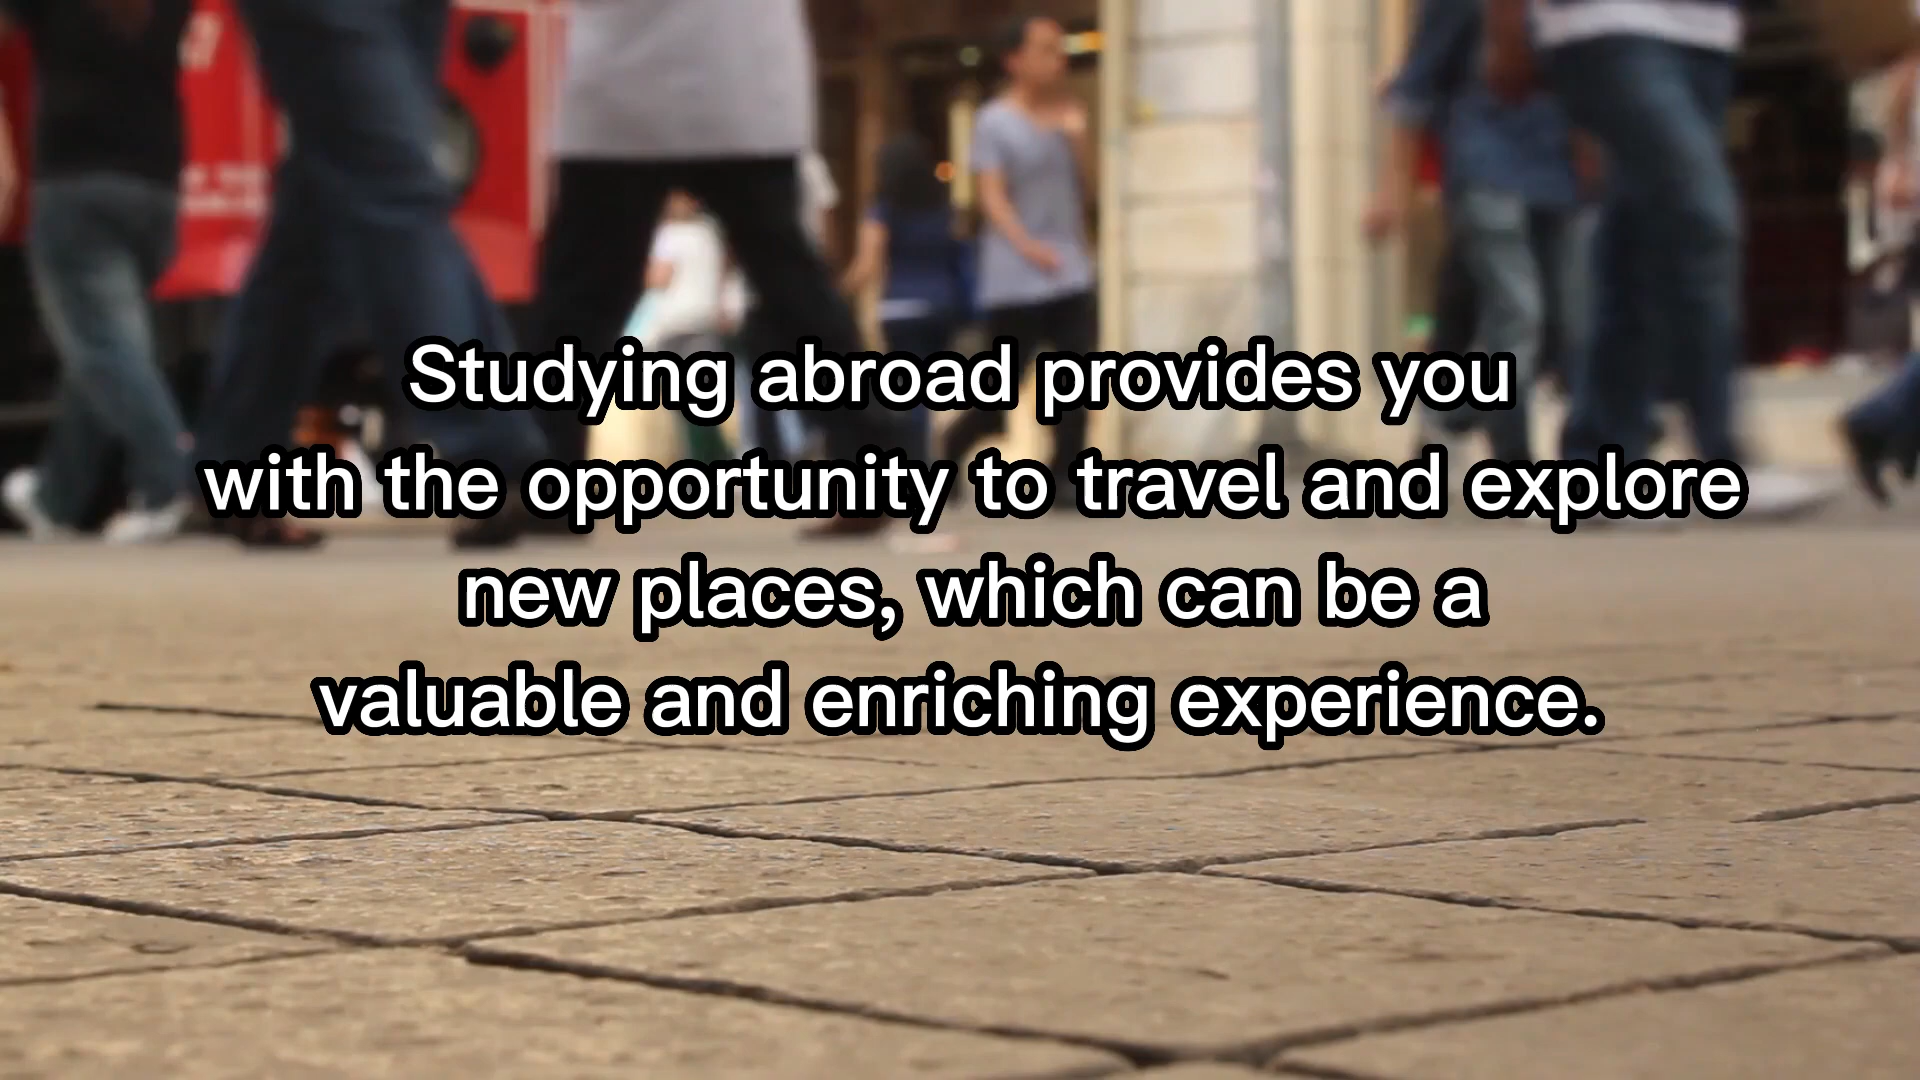 Studying abroad provides you
with the opportunity to travel and explore
new places, which can be a
valuable and enriching experience.